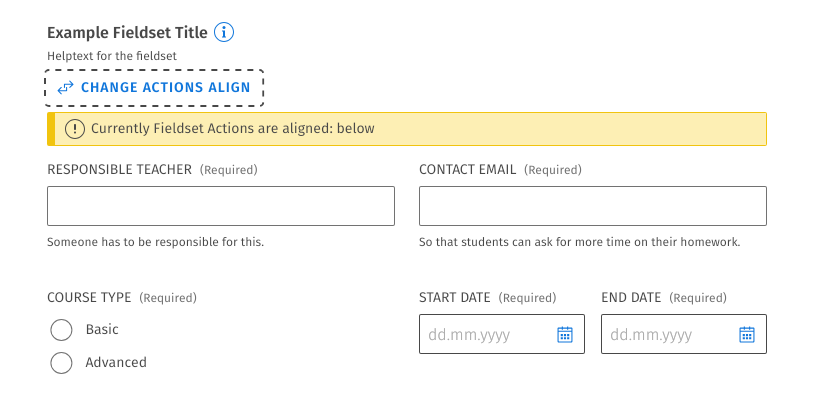 Example Fieldset Title
Helptext for the fieldset
CHANGE ACTIONS ALIGN
Currently Fieldset Actions are aligned: below
RESPONSIBLE TEACHER (Required)
CONTACT EMAIL (Required)
Someone has to be responsible for this.
So that students can ask for more time on their homework.
COURSE TYPE (Required)
START DATE (Required)
END DATE (Required)
Basic
dd.mm.yyyy
dd.mm.yyyy
Advanced